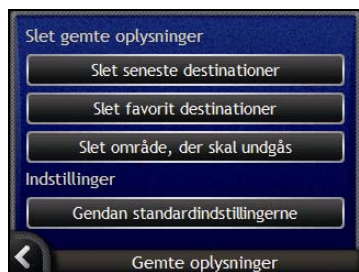 Slet gemte oplysninger
Slet seneste destinationer
Slet favorit destinationer
Slet område, der skal undgås
Indstillinger
Gendan standardindstillingerne
Gemte oplysninger